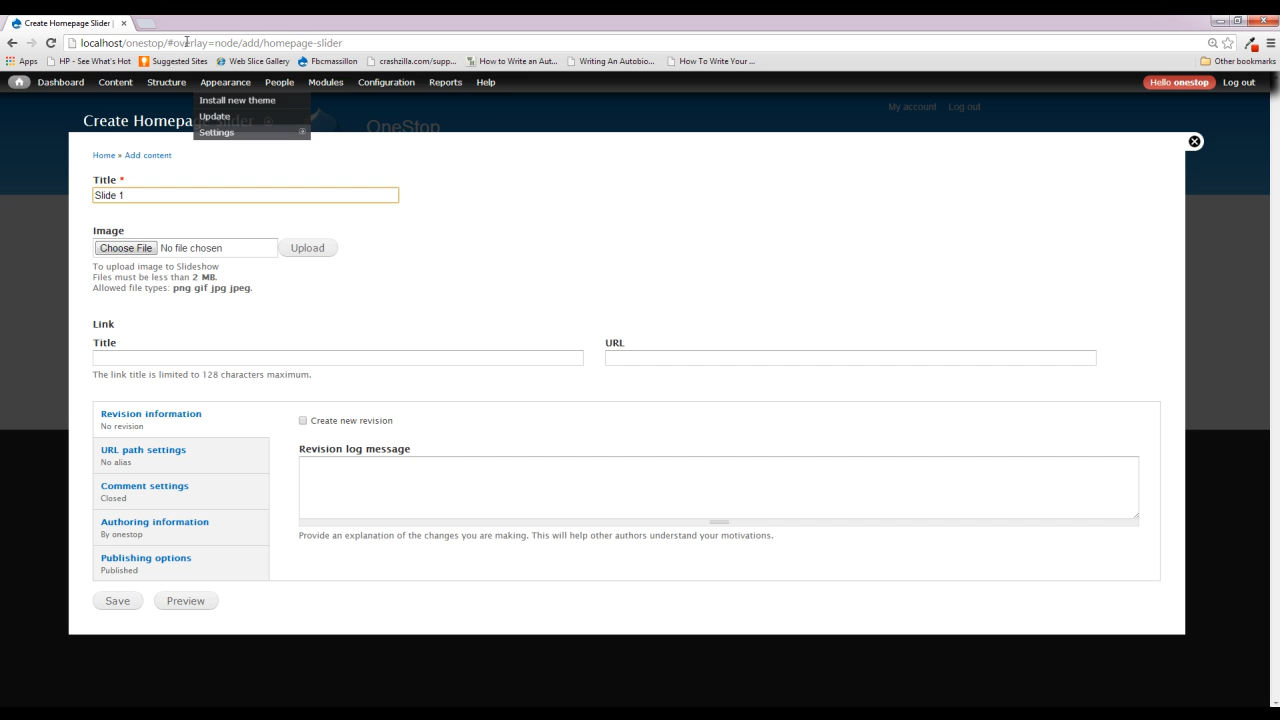 Create Homepage Slider |
localhost/onestop/#overlay=node/add/homepage-slider
Apps HP - See What's Hot Suggested Sites Web Slice Gallery Fbcmassillon crashzilla.com/supp... How to Write an Aut... Writing An Autobio... How To Write Your ... Other bookmarks
Dashboard Content Structure Appearance People Modules Configuration Reports Help Hello onestop Log out
Install new theme
Update
Settings
My account Log out
Create Homepage Slider
OneStop
Home » Add content
Title *
Slide 1
Image
Choose File No file chosen Upload
To upload image to Slideshow
Files must be less than 2 MB.
Allowed file types: png gif jpg jpeg.
Link
Title URL
The link title is limited to 128 characters maximum.
Revision information
No revision
Create new revision
URL path settings
No alias
Revision log message
Comment settings
Closed
Authoring information
By onestop
Provide an explanation of the changes you are making. This will help other authors understand your motivations.
Publishing options
Published
Save Preview